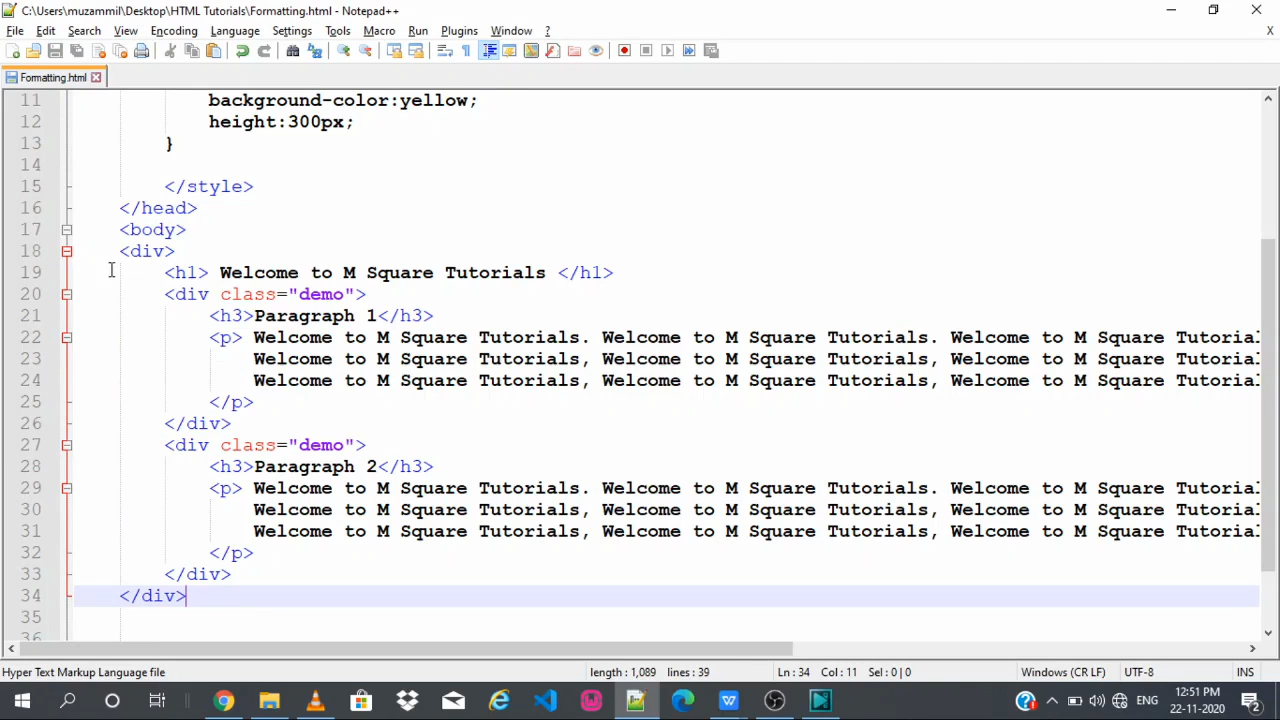 C:\Users\muzammil\Desktop\HTML Tutorials\Formatting.html - Notepad++
File Edit Search View Encoding Language Settings Tools Macro Run Plugins Window ? X
Formatting.html
11 background-color:yellow;
12 height:300px;
13 }
14
15 </style>
16 </head>
17 <body>
18 <div>
19 <h1> Welcome to M Square Tutorials </h1>
20 <div class="demo">
21 <h3>Paragraph 1</h3>
22 <p> Welcome to M Square Tutorials. Welcome to M Square Tutorials. Welcome to M Square Tutorial
23 Welcome to M Square Tutorials, Welcome to M Square Tutorials, Welcome to M Square Tutorial
24 Welcome to M Square Tutorials, Welcome to M Square Tutorials, Welcome to M Square Tutorial
25 </p>
26 </div>
27 <div class="demo">
28 <h3>Paragraph 2</h3>
29 <p> Welcome to M Square Tutorials. Welcome to M Square Tutorials. Welcome to M Square Tutorial
30 Welcome to M Square Tutorials, Welcome to M Square Tutorials, Welcome to M Square Tutorial
31 Welcome to M Square Tutorials, Welcome to M Square Tutorials, Welcome to M Square Tutorial
32 </p>
33 </div>
34 </div>
35
36
Hyper Text Markup Language file length : 1,089 lines : 39 Ln : 34 Col : 11 Sel : 0 | 0 Windows (CR LF) UTF-8 INS
ENG
12:51 PM
22-11-2020
2